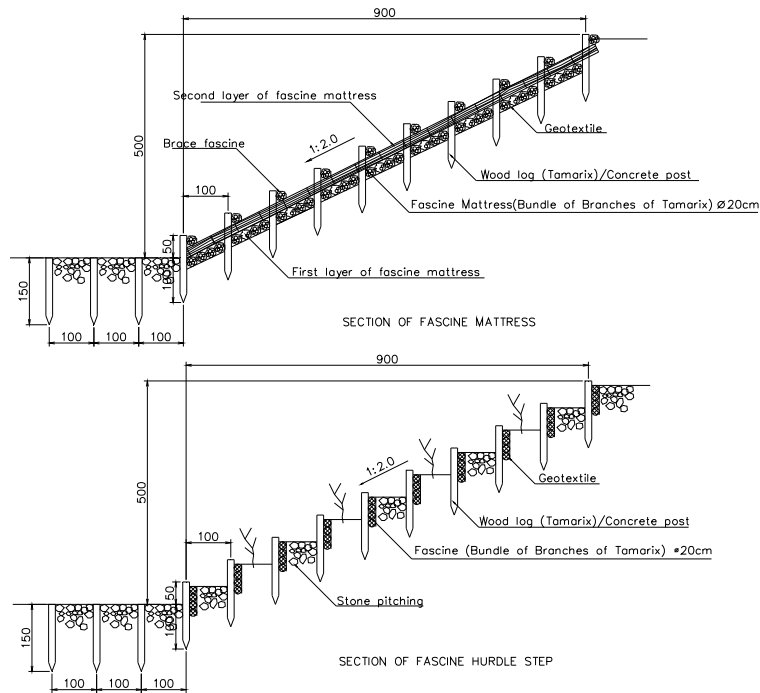 900
500
Second layer of fascine mattress
Geotextile
Brace fascine
1:2.0
Wood log (Tamarix)/Concrete post
100
Fascine Mattress(Bundle of Branches of Tamarix) Ø20cm
50
First layer of fascine mattress
150
100
100 100 100
SECTION OF FASCINE MATTRESS
900
500
1:2.0
Geotextile
Wood log (Tamarix)/Concrete post
100
Fascine (Bundle of Branches of Tamarix) ø20cm
50
Stone pitching
150
100
100 100 100
SECTION OF FASCINE HURDLE STEP